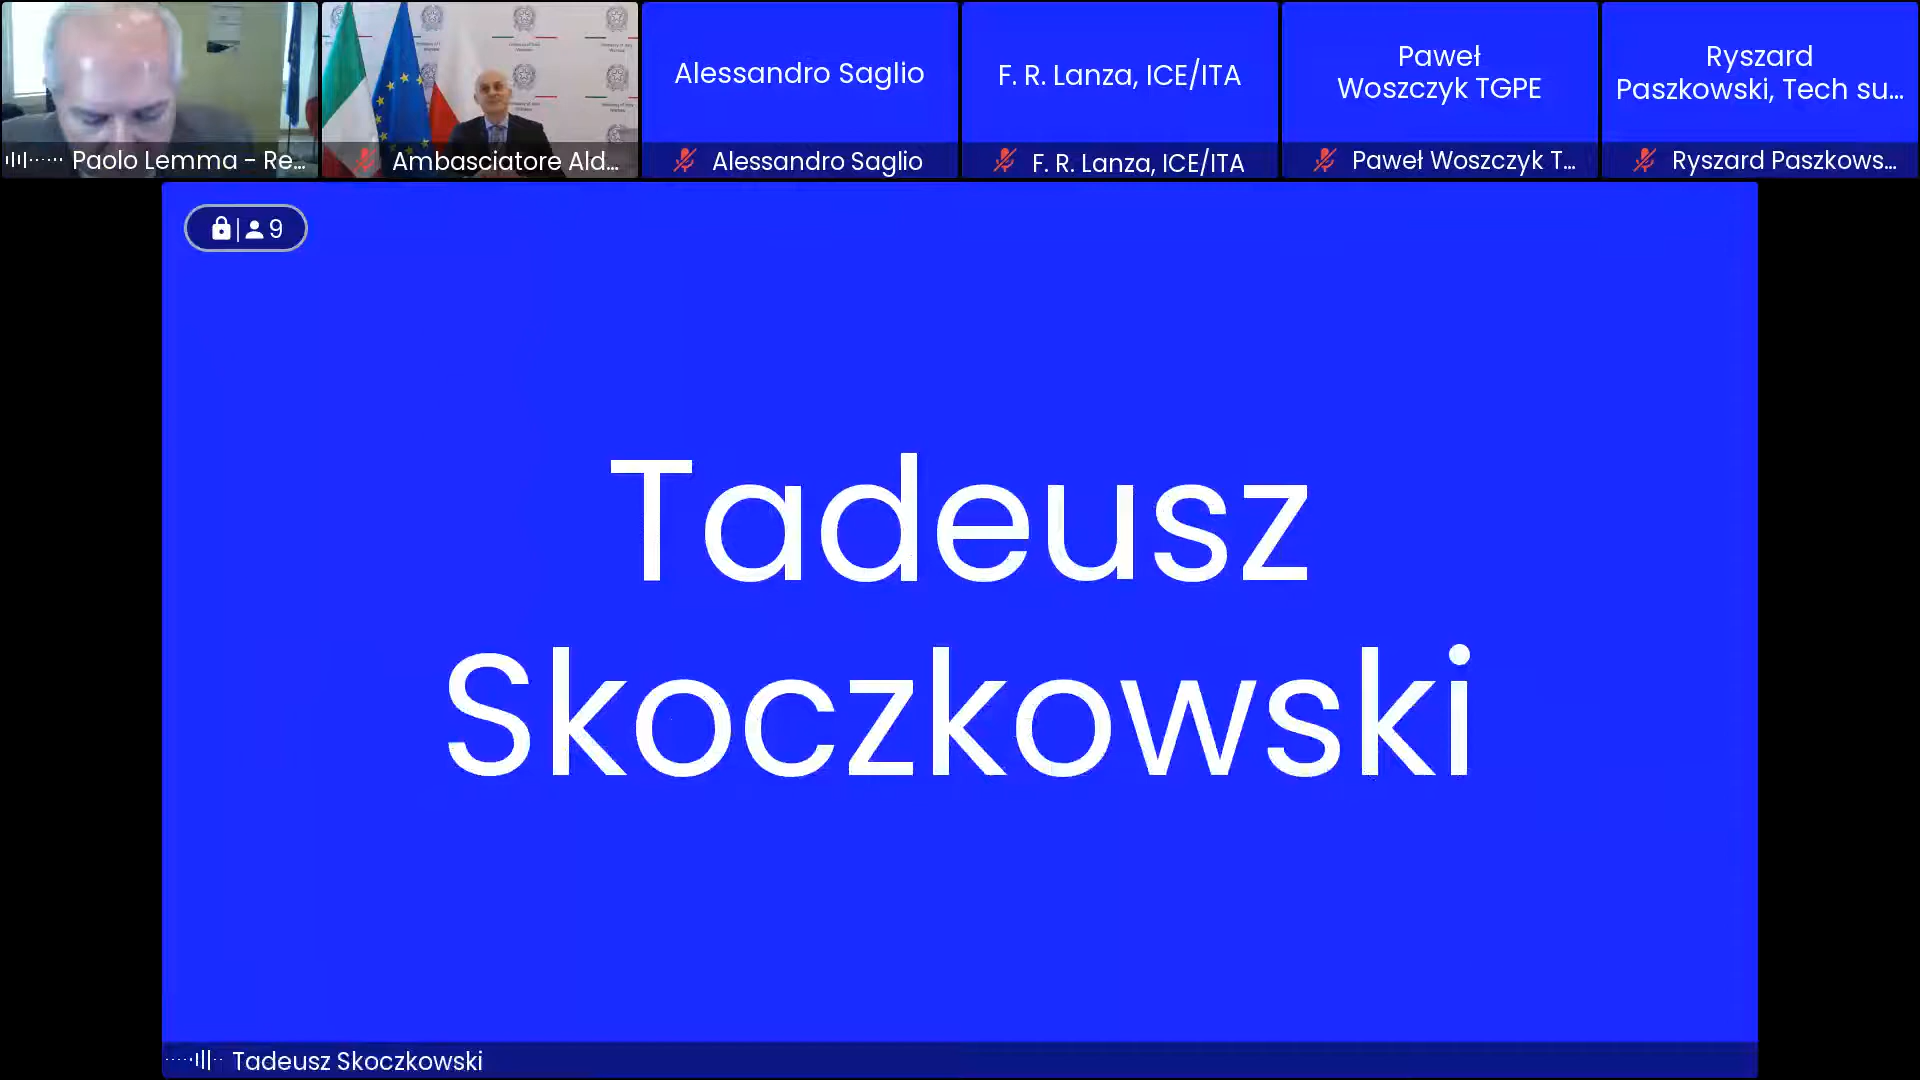 Alessandro Saglio
F. R. Lanza, ICE/ITA
Paweł
Woszczyk TGPE
Ryszard
Paszkowski, Tech su...
Paolo Lemma - Re...
Ambasciatore Ald...
Alessandro Saglio
F. R. Lanza, ICE/ITA
Paweł Woszczyk T...
Ryszard Paszkows...
9
Tadeusz
Skoczkowski
Tadeusz Skoczkowski